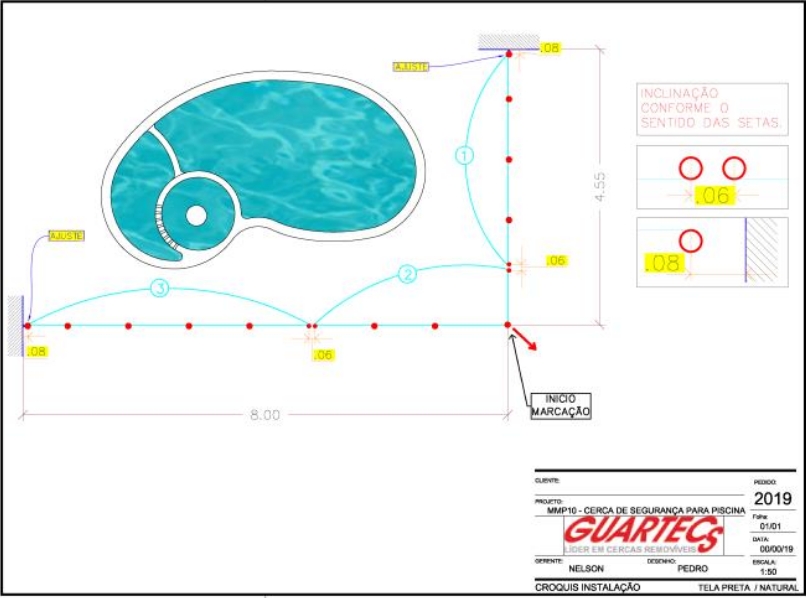 .08
AJUSTE
INCLINAÇÃO
CONFORME O
SENTIDO DAS SETAS.
1
4.55
.06
.08
AJUSTE
.06
2
3
.08
.06
8.00
INICIO
MARCAÇÃO
CLIENTE:
PEDIDO:
2019
PROJETO:
MMP10 - CERCA DE SEGURANÇA PARA PISCINA
Folha:
01/01
GUARTECS
LÍDER EM CERCAS REMOVÍVEIS
DATA:
00/00/19
GERENTE:
NELSON
DESENHO:
PEDRO
ESCALA:
1:50
CROQUIS INSTALAÇÃO
TELA PRETA / NATURAL